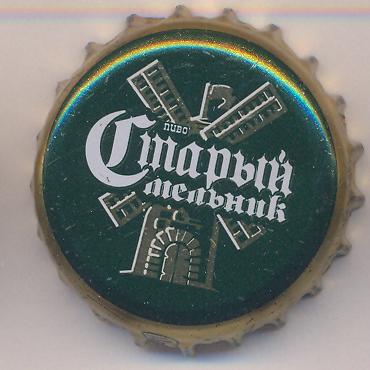 пиво
Старый
мельник